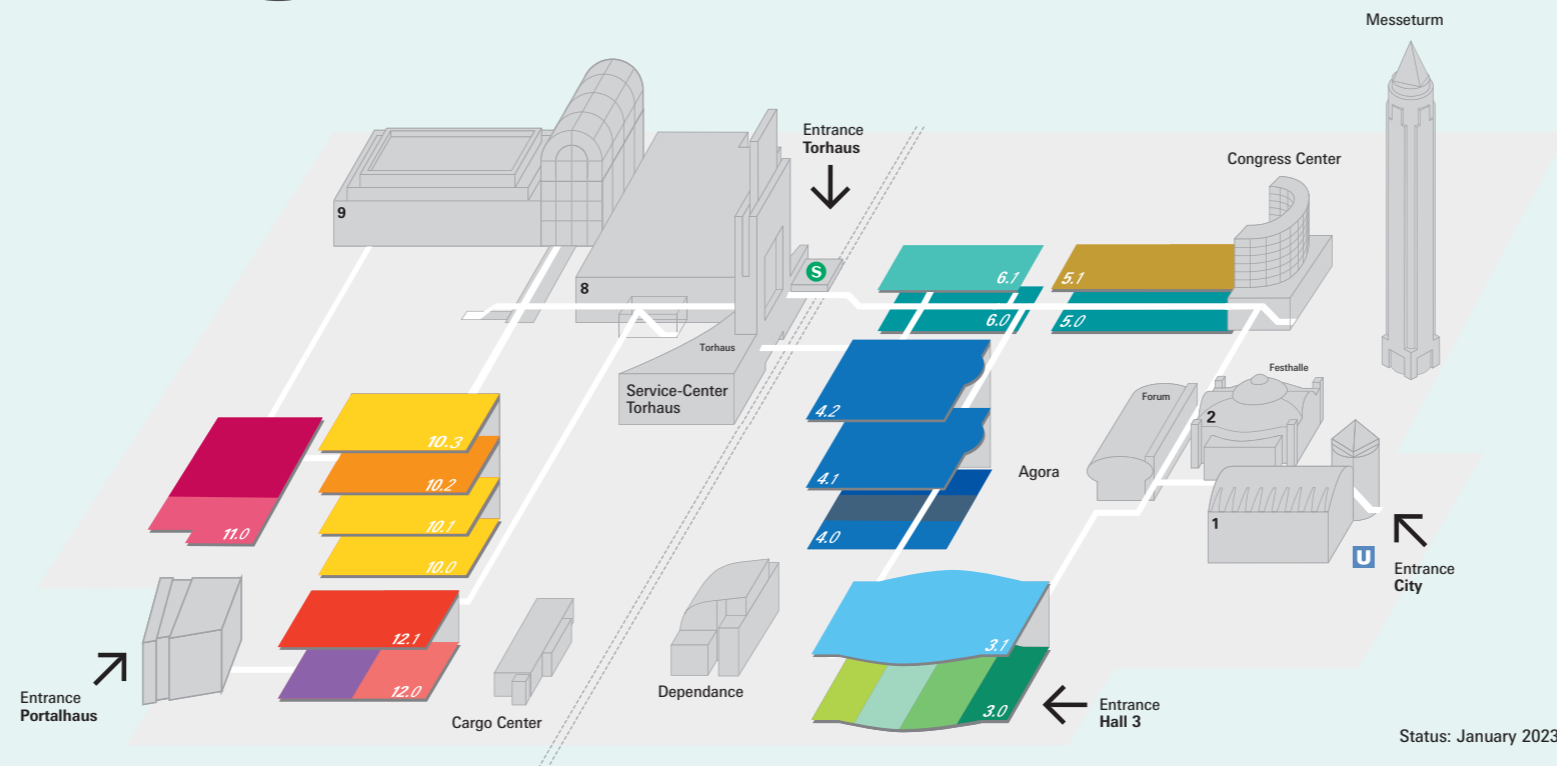 Messeturm
Entrance
Torhaus
Congress Center
9
S
6.1
5.1
8
6.0
5.0
Torhaus
Festhalle
Service-Center
Torhaus
Forum
4.2
2
10.3
Agora
10.2
4.1
11.0
10.1
1
4.0
10.0
U
Entrance
City
12.1
3.1
12.0
Dependance
Entrance
Portalhaus
Cargo Center
3.0
Entrance
Hall 3
Status: January 2023